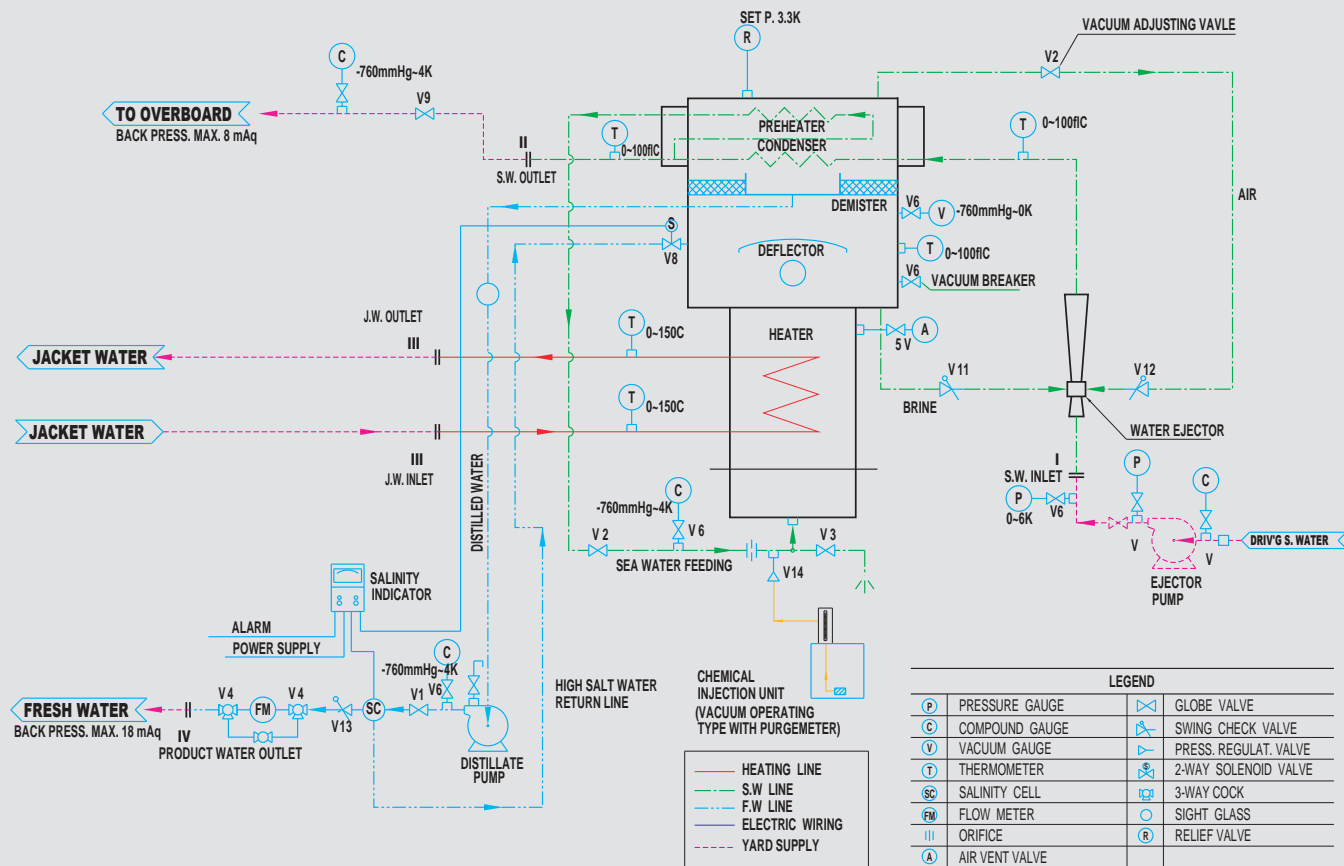 SET P. 3.3K
R
VACUUM ADJUSTING VAVLE
V2
C
-760mmHg~4K
V9
TO OVERBOARD
BACK PRESS. MAX. 8 mAq
II
S.W. OUTLET
T
0~100flC
PREHEATER
CONDENSER
T
0~100flC
AIR
DEMISTER
V6
V
-760mmHg~0K
S
V8
DEFLECTOR
T
0~100flC
V6
VACUUM BREAKER
J.W. OUTLET
III
T
0~150C
HEATER
A
5 V
JACKET WATER
V11
BRINE
V12
JACKET WATER
III
J.W. INLET
T
0~150C
WATER EJECTOR
I
S.W. INLET
P
0~6K
V6
P
C
V
V
DRIV'G S. WATER
EJECTOR
PUMP
DISTILLED WATER
C
-760mmHg~4K
V 2
V 6
V 3
SEA WATER FEEDING
V14
SALINITY
INDICATOR
ALARM
POWER SUPPLY
C
-760mmHg~4K
V6
V1
HIGH SALT WATER
RETURN LINE
CHEMICAL
INJECTION UNIT
(VACUUM OPERATING
TYPE WITH PURGEMETER)
FRESH WATER
BACK PRESS. MAX. 18 mAq
IV
V4
FM
V4
V13
SC
PRODUCT WATER OUTLET
DISTILLATE
PUMP
HEATING LINE
S.W LINE
F.W LINE
ELECTRIC WIRING
YARD SUPPLY
LEGEND
P PRESSURE GAUGE GLOBE VALVE
C COMPOUND GAUGE SWING CHECK VALVE
V VACUUM GAUGE PRESS. REGULAT. VALVE
T THERMOMETER S 2-WAY SOLENOID VALVE
SC SALINITY CELL 3-WAY COCK
FM FLOW METER SIGHT GLASS
ORIFICE R RELIEF VALVE
A AIR VENT VALVE